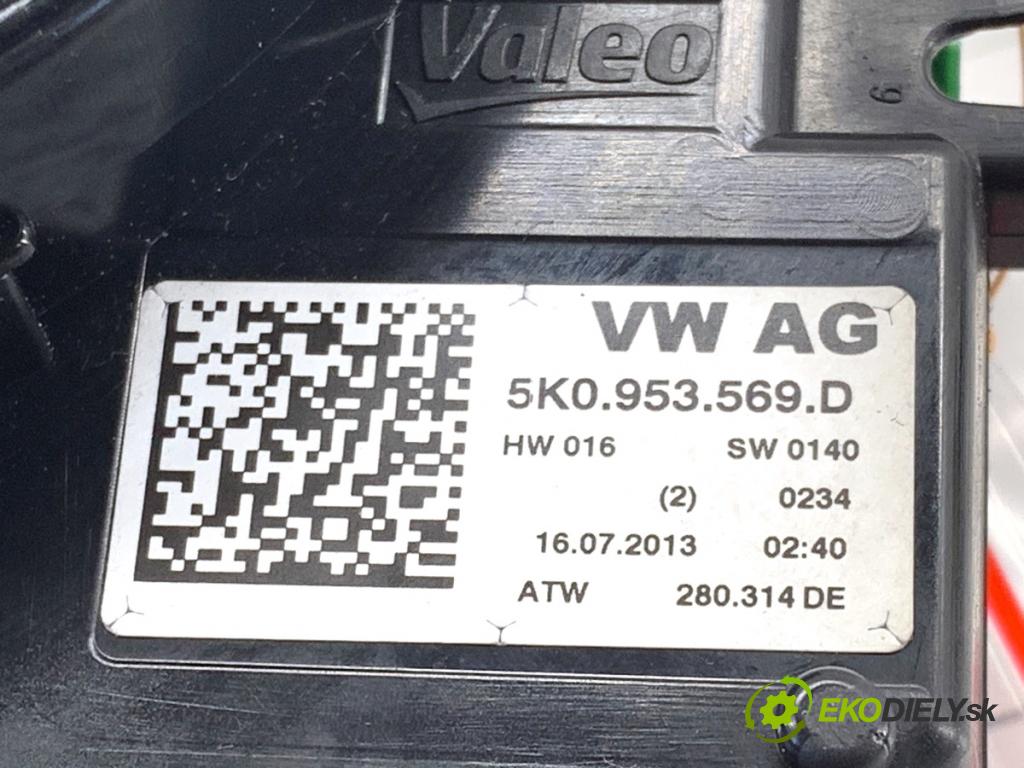 Valeo
6
VW AG
5K0.953.569.D
HW 016 SW 0140
(2) 0234
16.07.2013 02:40
ATW 280.314 DE
EKODIELY.sk